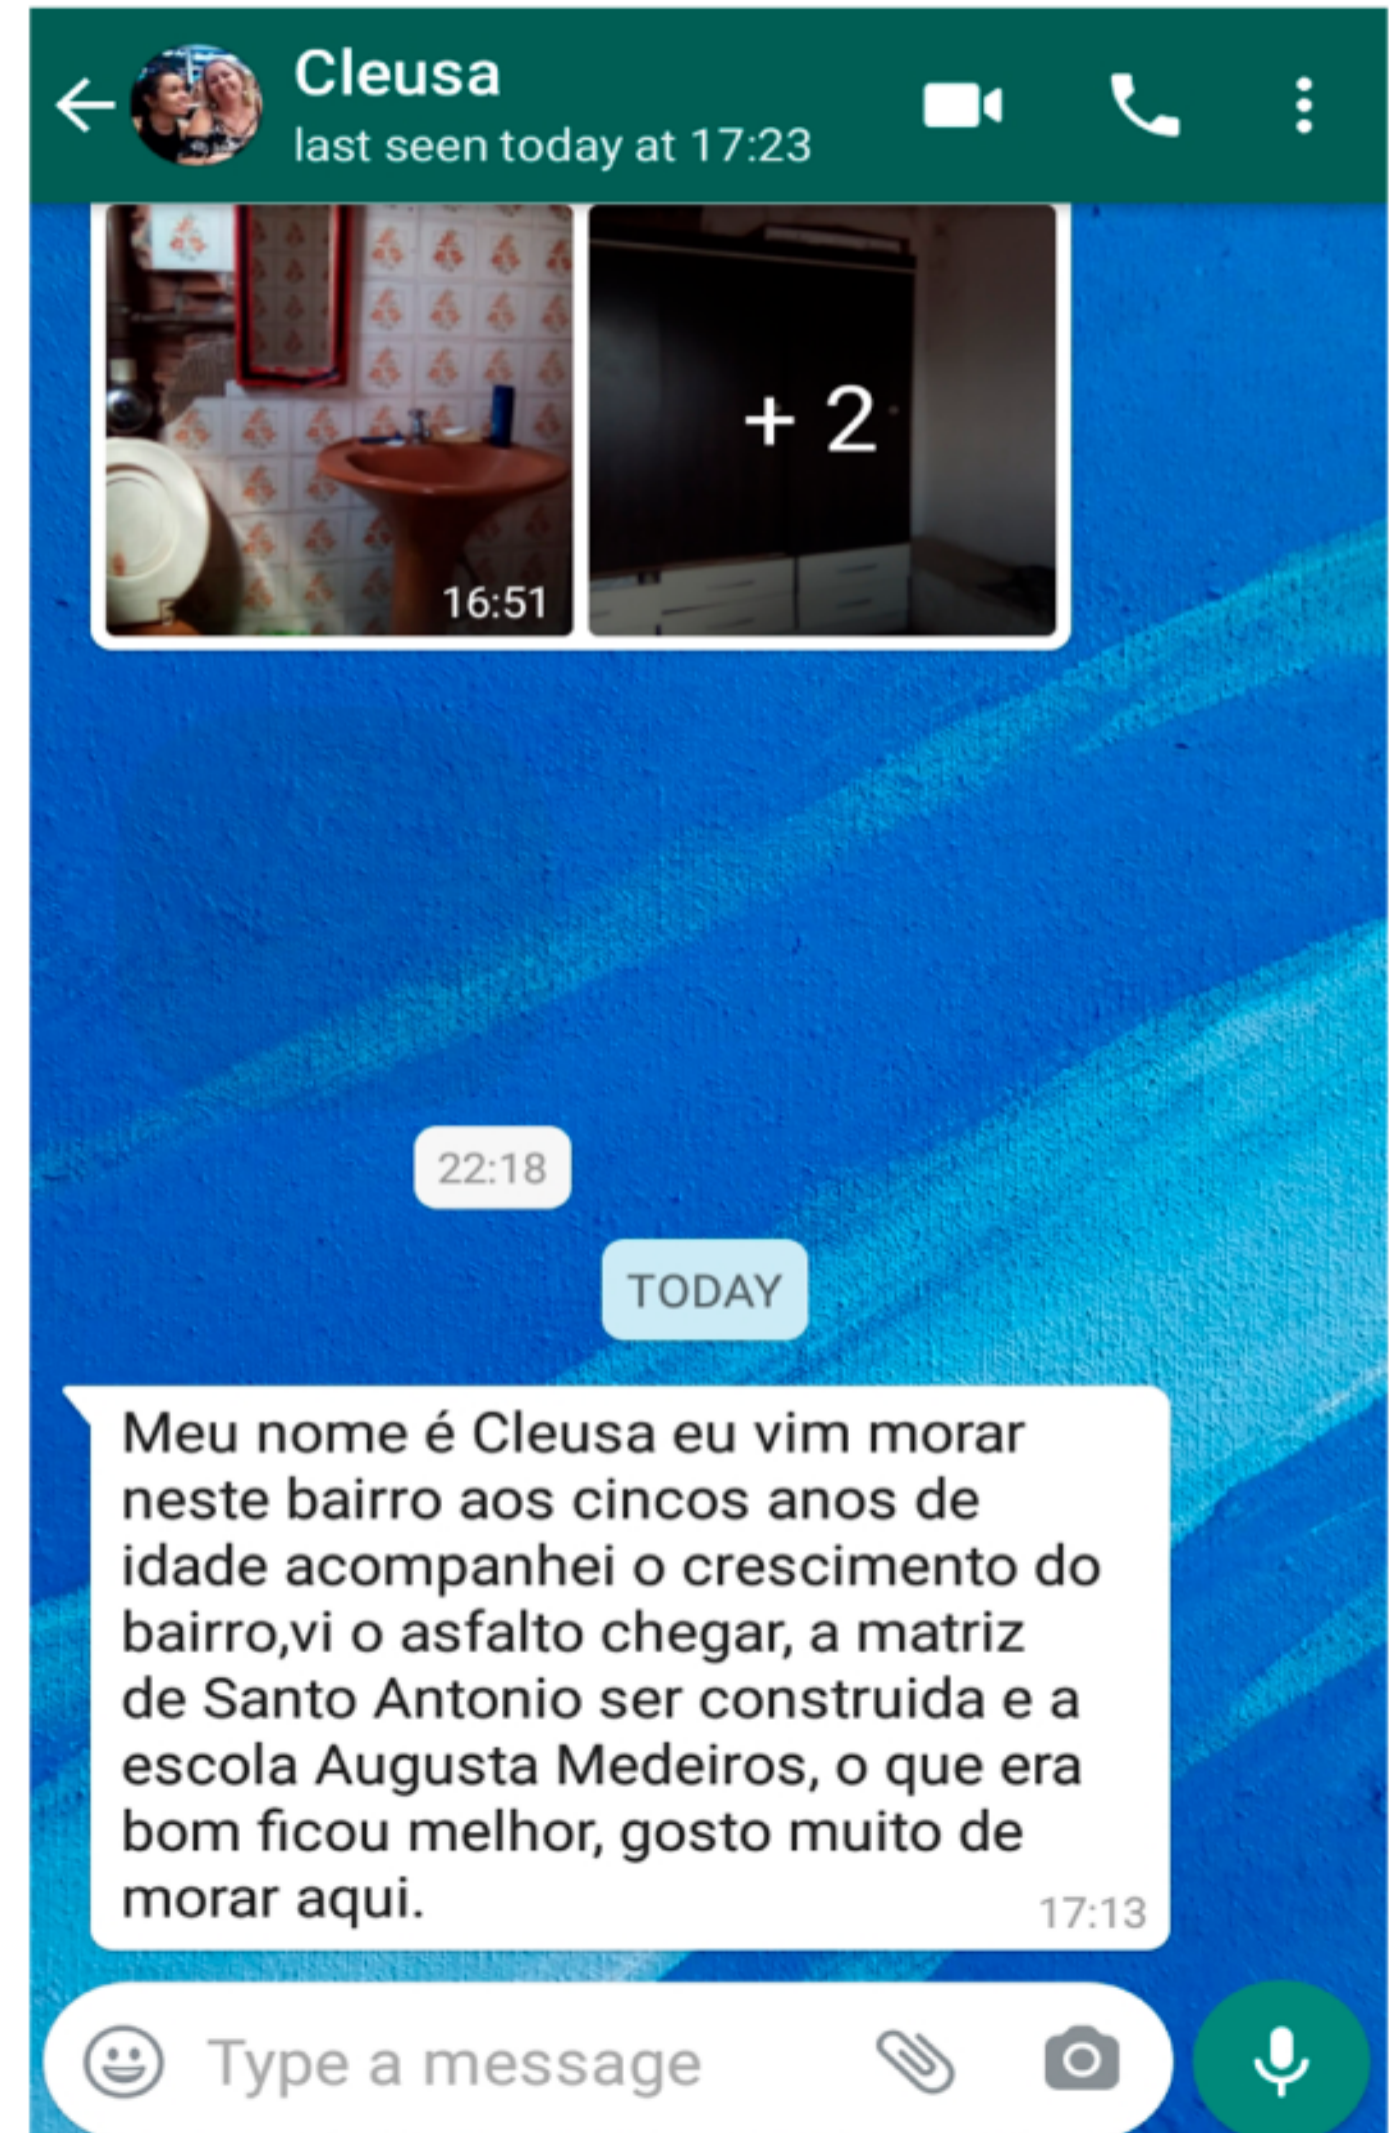 Cleusa
last seen today at 17:23
+ 2
16:51
22:18
TODAY
Meu nome é Cleusa eu vim morar
neste bairro aos cincos anos de
idade acompanhei o crescimento do
bairro,vi o asfalto chegar, a matriz
de Santo Antonio ser construida e a
escola Augusta Medeiros, o que era
bom ficou melhor, gosto muito de
morar aqui.
17:13
Type a message